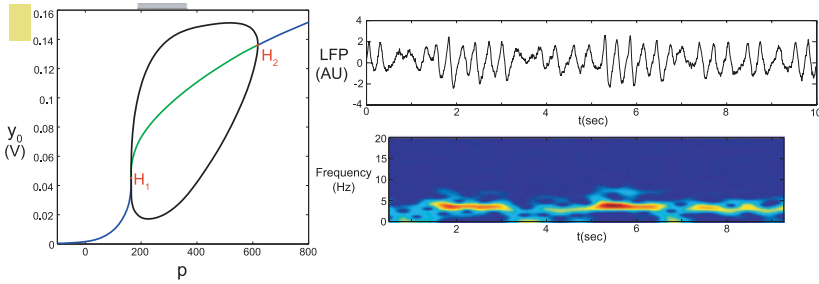 0.16
0.14
0.12
0.1
0.08
0.06
0.04
0.02
0
y0
(V)
H1
H2
0 200 400 600 800
p
LFP
(AU)
4
2
0
-2
-4
2 4 6 8 10
t(sec)
Frequency
(Hz)
20
15
10
5
0
2 4 6 8
t(sec)